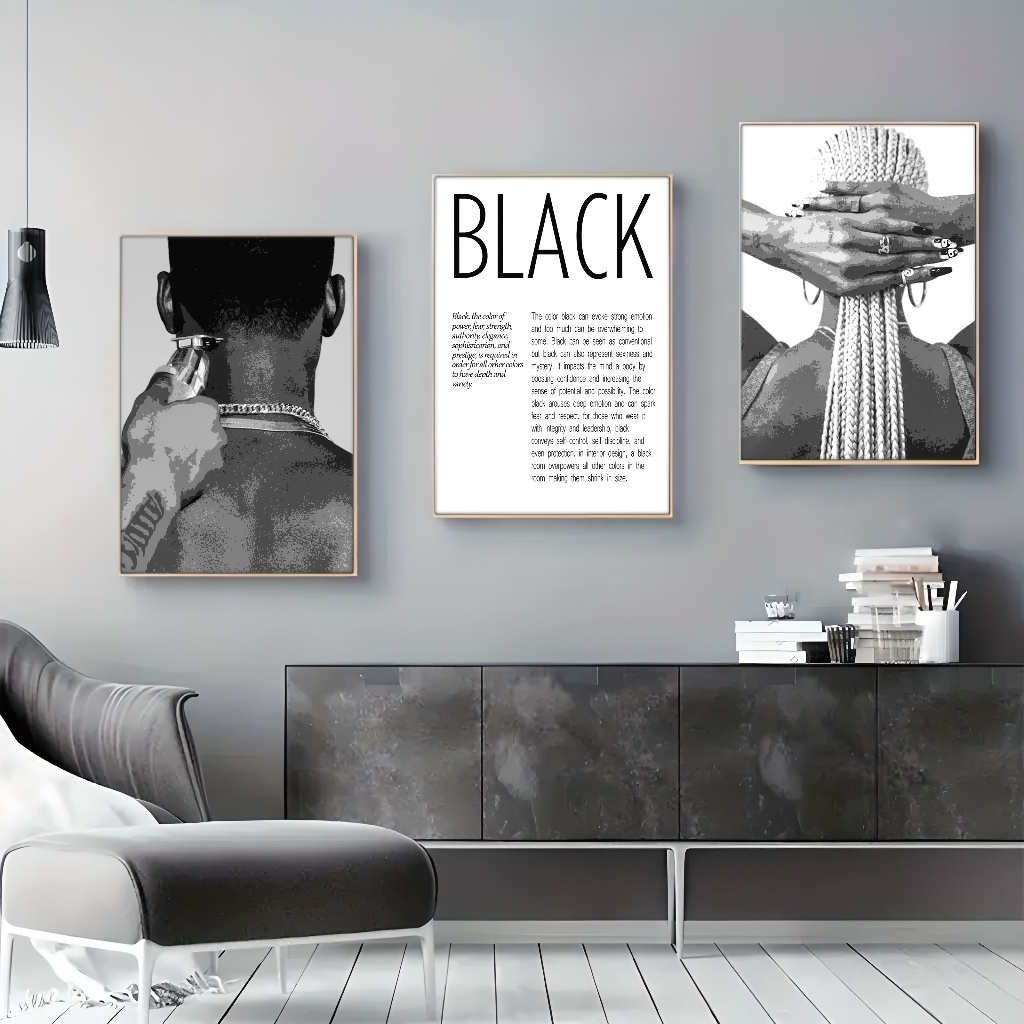 BLACK
Black, the color of
power, fear, strength,
authority, elegance,
sophistication, and
prestige, is required in
order for all other colors
to have depth and
variety.
The color black can evoke strong emotion
and too much can be overwhelming to
some. Black can be seen as conventional
but black can also represent sexiness and
mystery. It impacts the mind a body by
boosting confidence and increasing the
sense of potential and possibility. The color
black arouses deep emotion and can spark
fear and respect. for those who wear it
with integrity and leadership, black
conveys self-control, self-discipline, and
even protection. in interior design, a black
room overpowers all other colors in the
room making them shrink in size.